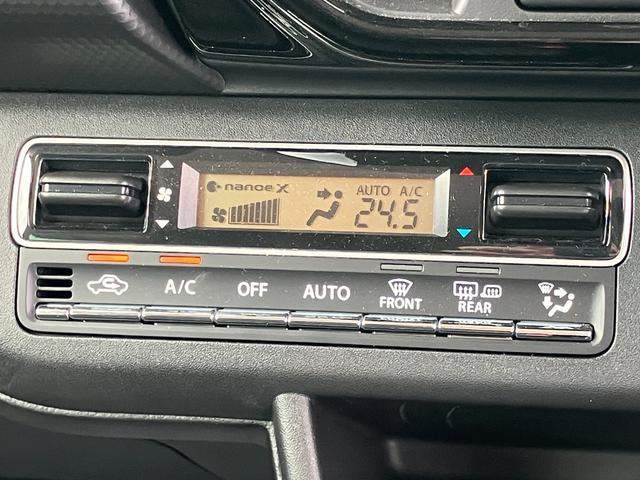 nanoe X AUTO A/C
24.5
A/C OFF AUTO FRONT REAR